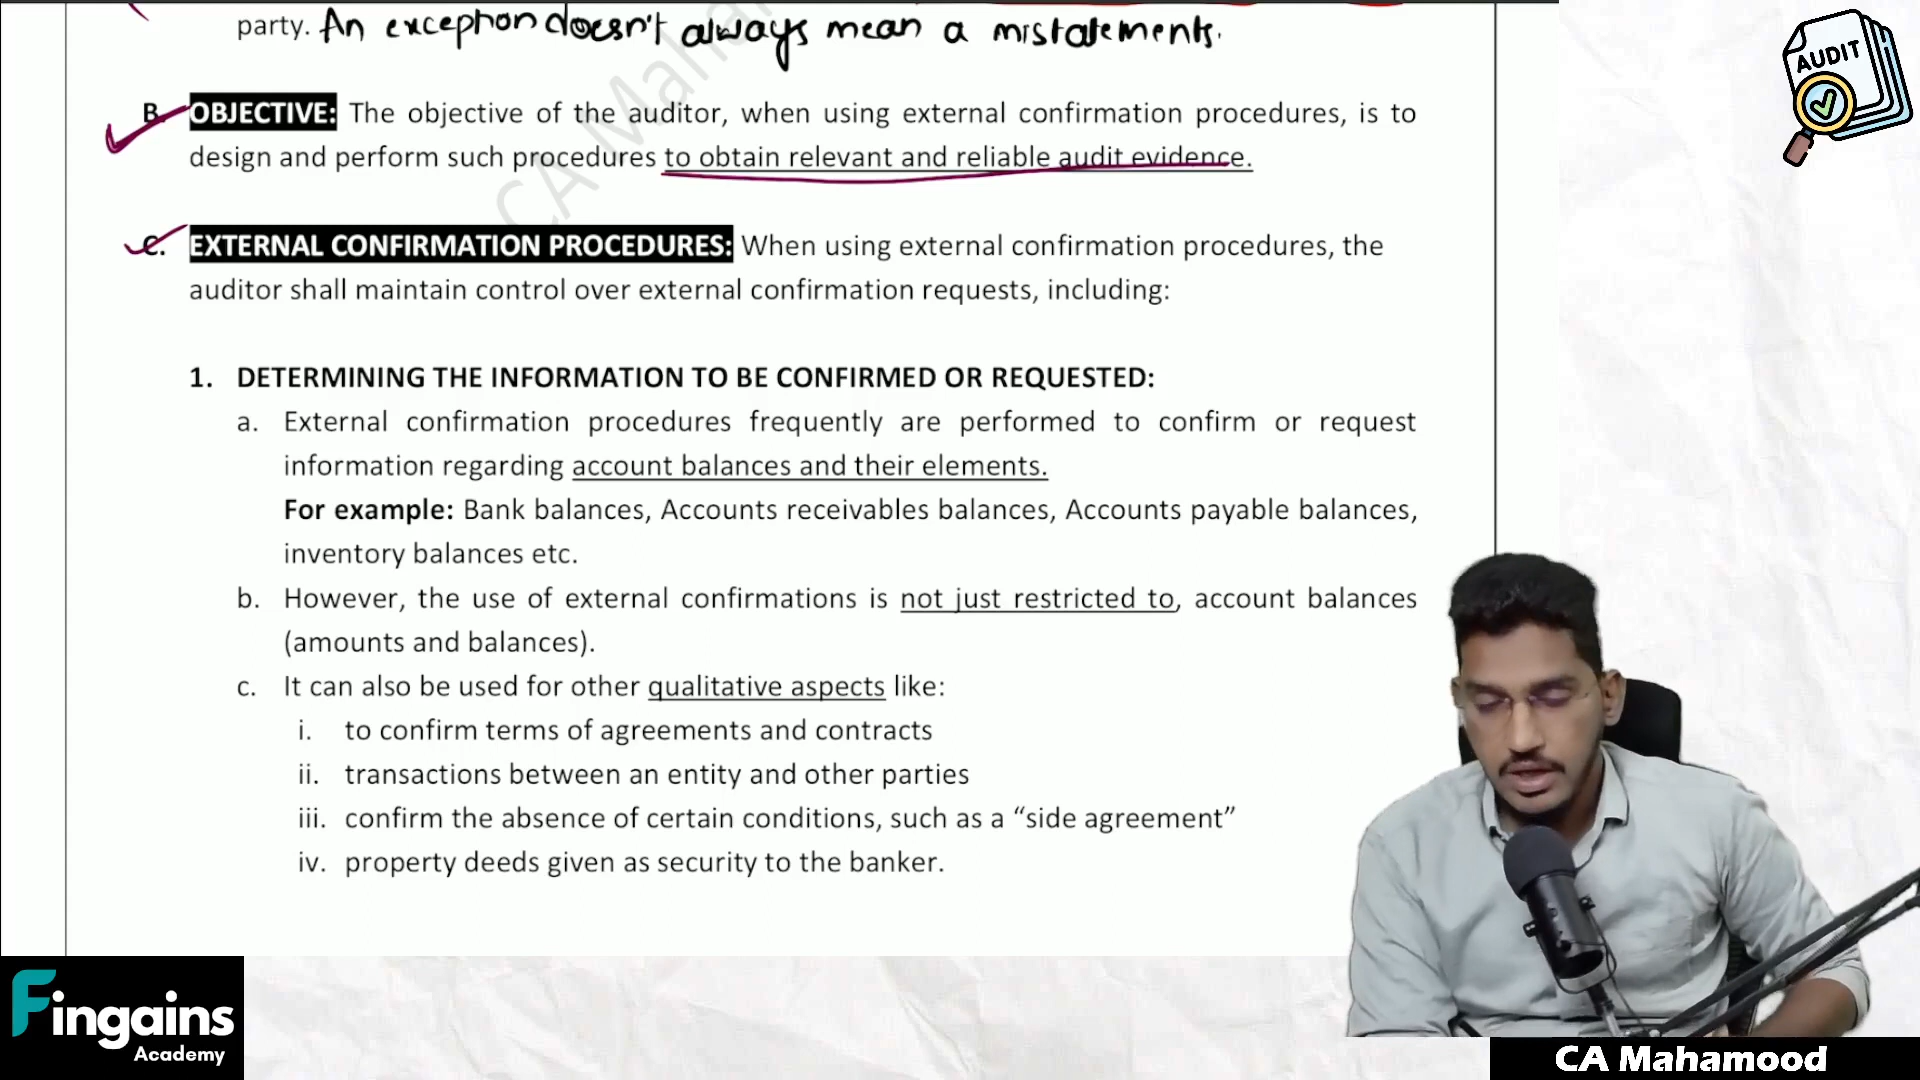 party. An exception doesn't always mean a mistatements.
AUDIT
B. OBJECTIVE: The objective of the auditor, when using external confirmation procedures, is to
design and perform such procedures to obtain relevant and reliable audit evidence.
C. EXTERNAL CONFIRMATION PROCEDURES: When using external confirmation procedures, the
auditor shall maintain control over external confirmation requests, including:
1. DETERMINING THE INFORMATION TO BE CONFIRMED OR REQUESTED:
a. External confirmation procedures frequently are performed to confirm or request
information regarding account balances and their elements.
For example: Bank balances, Accounts receivables balances, Accounts payable balances,
inventory balances etc.
b. However, the use of external confirmations is not just restricted to, account balances
(amounts and balances).
c. It can also be used for other qualitative aspects like:
i. to confirm terms of agreements and contracts
ii. transactions between an entity and other parties
iii. confirm the absence of certain conditions, such as a “side agreement”
iv. property deeds given as security to the banker.
Fingains
Academy
CA Mahamood